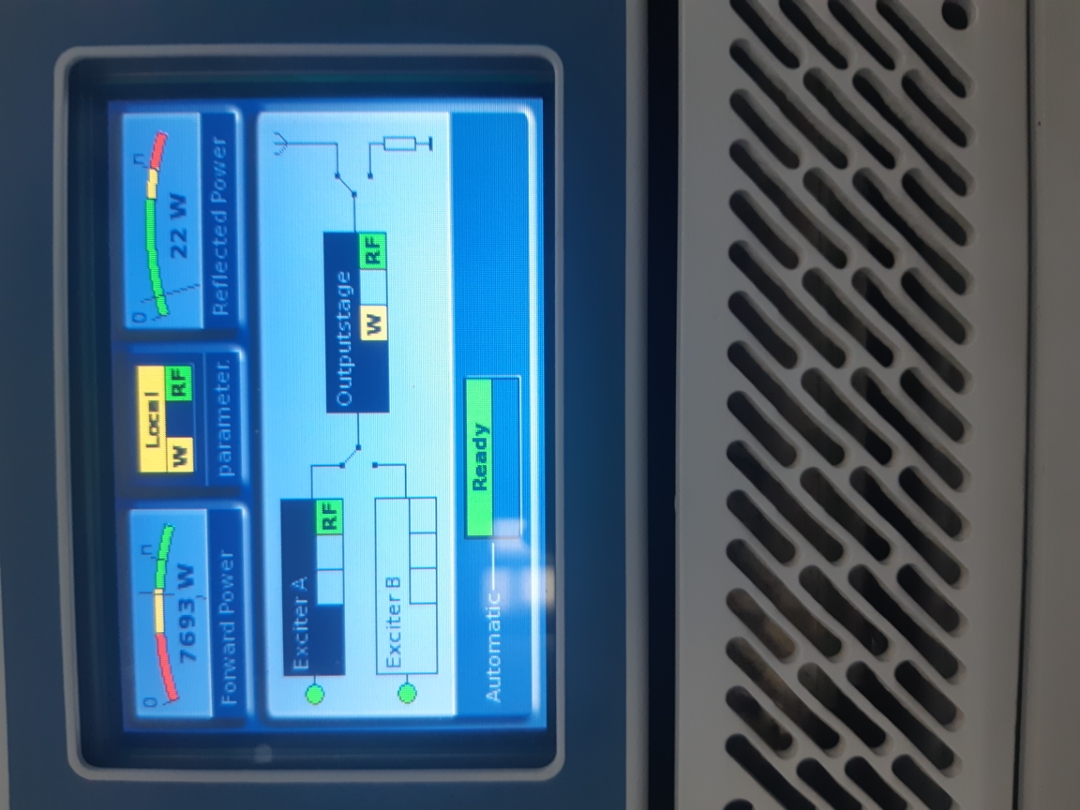 0 n
7693 W
Forward Power
Local
W RF
parameter.
0 n
22 W
Reflected Power
Exciter A
RF
Exciter B
Outputstage
W RF
Automatic
Ready